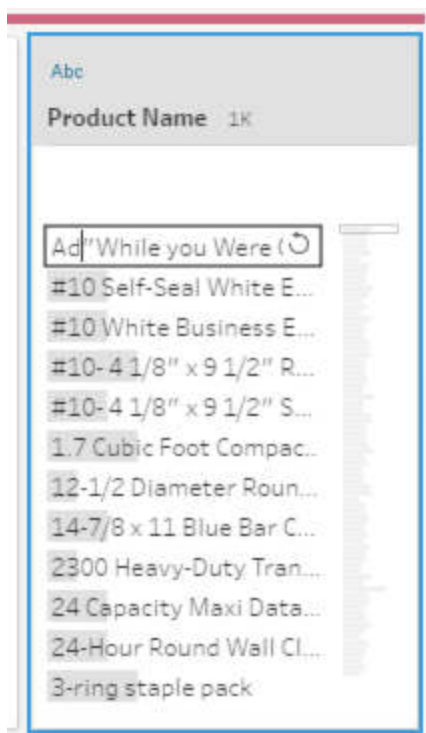 Abc
Product Name 1K
Ad"While you Were (
#10 Self-Seal White E...
#10 White Business E...
#10- 4 1/8" x 9 1/2" R...
#10- 4 1/8" x 9 1/2" S...
1.7 Cubic Foot Compac...
12-1/2 Diameter Roun...
14-7/8 x 11 Blue Bar C...
2300 Heavy-Duty Tran...
24 Capacity Maxi Data...
24-Hour Round Wall Cl...
3-ring staple pack